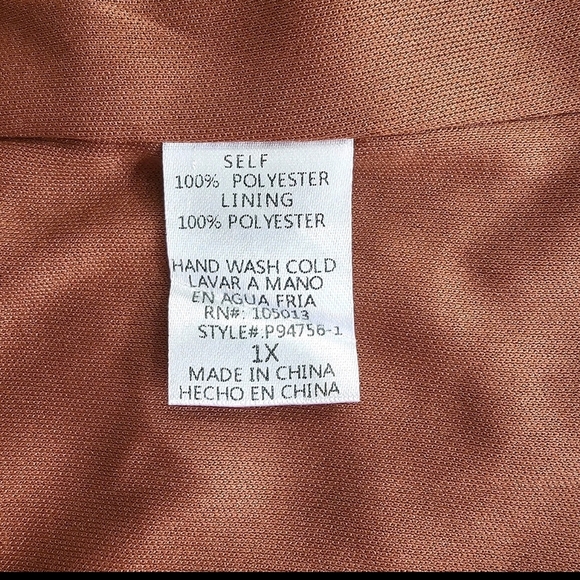 SELF
100% POLYESTER
LINING
100% POLYESTER
HAND WASH COLD
LAVAR A MANO
EN AGUA FRIA
RN#: 105013
STYLE#.P94756-1
1X
MADE IN CHINA
HECHO EN CHINA